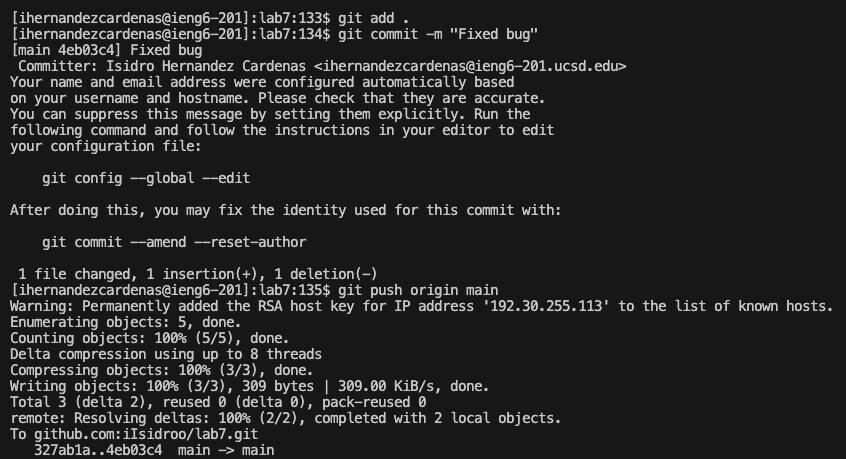 [ihernandezcardenas@ieng6-201]:lab7:133$ git add .
[ihernandezcardenas@ieng6-201]:lab7:134$ git commit -m "Fixed bug"
[main 4eb03c4] Fixed bug
 Committer: Isidro Hernandez Cardenas <ihernandezcardenas@ieng6-201.ucsd.edu>
Your name and email address were configured automatically based
on your username and hostname. Please check that they are accurate.
You can suppress this message by setting them explicitly. Run the
following command and follow the instructions in your editor to edit
your configuration file:

    git config --global --edit

After doing this, you may fix the identity used for this commit with:

    git commit --amend --reset-author

 1 file changed, 1 insertion(+), 1 deletion(-)
[ihernandezcardenas@ieng6-201]:lab7:135$ git push origin main
Warning: Permanently added the RSA host key for IP address '192.30.255.113' to the list of known hosts.
Enumerating objects: 5, done.
Counting objects: 100% (5/5), done.
Delta compression using up to 8 threads
Compressing objects: 100% (3/3), done.
Writing objects: 100% (3/3), 309 bytes | 309.00 KiB/s, done.
Total 3 (delta 2), reused 0 (delta 0), pack-reused 0
remote: Resolving deltas: 100% (2/2), completed with 2 local objects.
To github.com:iIsidroo/lab7.git
   327ab1a..4eb03c4  main -> main